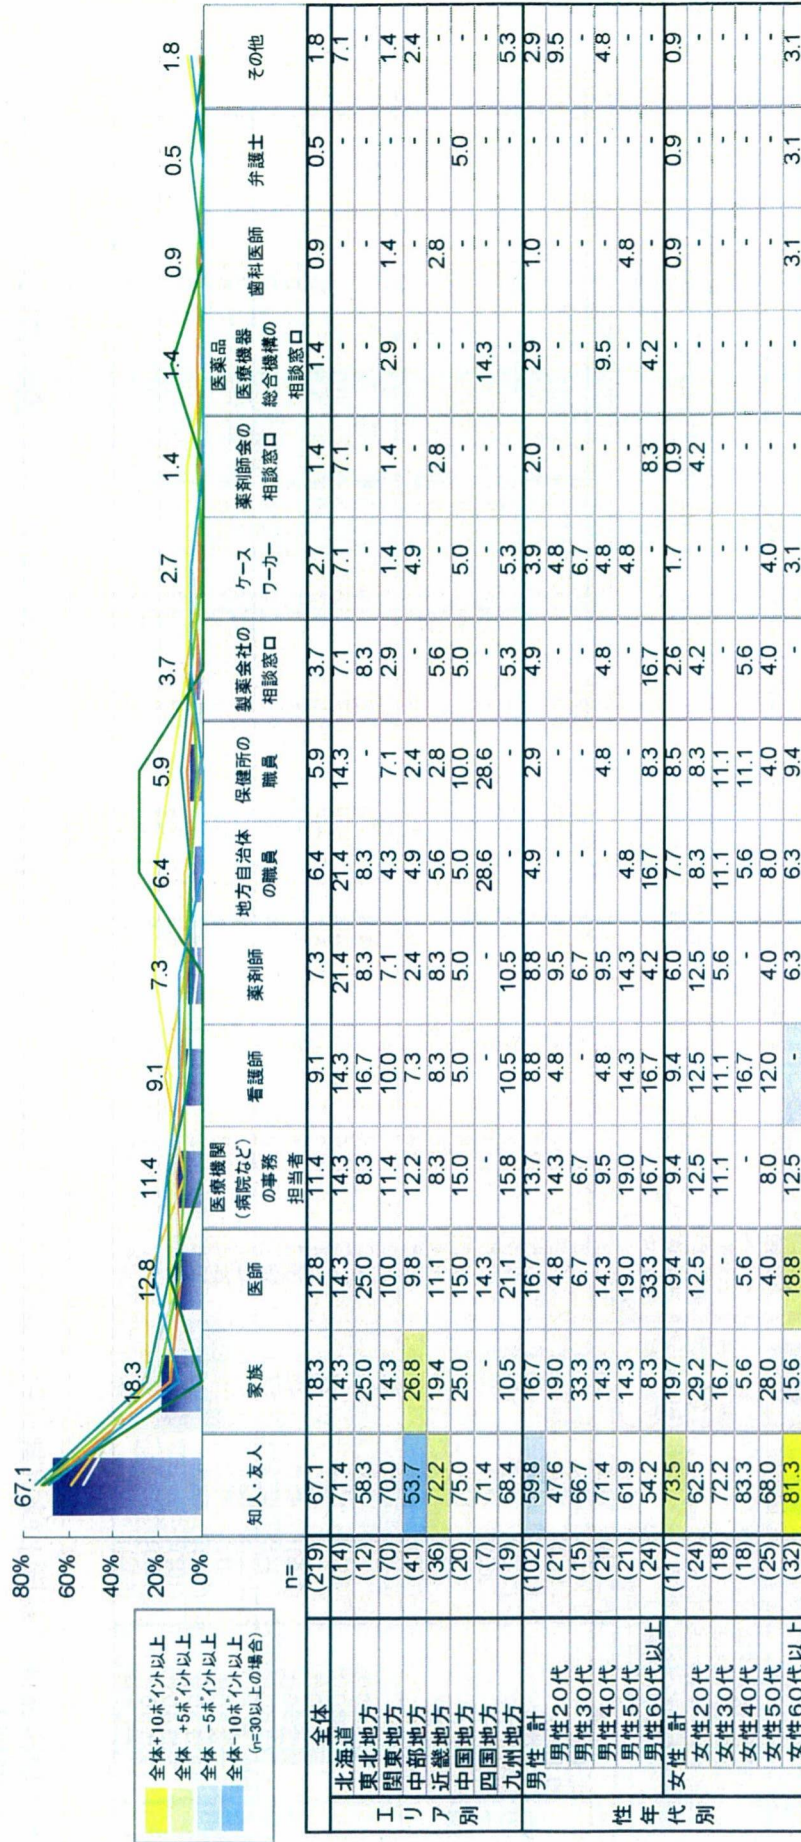 80%
60%
40%
20%
0%
67.1 18.3 12.8 11.4 9.1 7.3 6.4 5.9 3.7 2.7 1.4 1.4 0.9 0.5 1.8
全体+10ポイント以上
全体 +5ポイント以上
全体 -5ポイント以上
全体-10ポイント以上
(n=30以上の場合)
n=
知人・友人
家族
医師
医療機関
(病院など)
の事務
担当者
看護師
薬剤師
地方自治体
の職員
保健所の
職員
製薬会社の
相談窓口
ケース
ワーカー
薬剤師会の
相談窓口
医薬品
医療機器
総合機構の
相談窓口
歯科医師
弁護士
その他
全体 (219) 67.1 18.3 12.8 11.4 9.1 7.3 6.4 5.9 3.7 2.7 1.4 1.4 0.9 0.5 1.8
エリア別
北海道 (14) 71.4 14.3 14.3 14.3 14.3 21.4 21.4 14.3 7.1 7.1 7.1 - - - 7.1
東北地方 (12) 58.3 25.0 25.0 8.3 16.7 8.3 8.3 - 8.3 - - - - - -
関東地方 (70) 70.0 14.3 10.0 11.4 10.0 7.1 4.3 7.1 2.9 1.4 1.4 2.9 1.4 - 1.4
中部地方 (41) 53.7 26.8 9.8 12.2 7.3 2.4 4.9 2.4 - 4.9 - - - - 2.4
近畿地方 (36) 72.2 19.4 11.1 8.3 8.3 8.3 5.6 2.8 5.6 - 2.8 - 2.8 - -
中国地方 (20) 75.0 25.0 15.0 15.0 5.0 5.0 5.0 10.0 5.0 5.0 - - - 5.0 -
四国地方 (7) 71.4 - 14.3 - - - 28.6 28.6 - - - 14.3 - - -
九州地方 (19) 68.4 10.5 21.1 15.8 10.5 10.5 - - 5.3 5.3 - - - - 5.3
性年代別
男性 計 (102) 59.8 16.7 16.7 13.7 8.8 8.8 4.9 2.9 4.9 3.9 2.0 2.9 1.0 - 2.9
男性20代 (21) 47.6 19.0 4.8 14.3 4.8 9.5 - - - 4.8 - - - - 9.5
男性30代 (15) 66.7 33.3 6.7 6.7 - 6.7 - - - 6.7 - - - - -
男性40代 (21) 71.4 14.3 14.3 9.5 4.8 9.5 - 4.8 4.8 4.8 - 9.5 - - 4.8
男性50代 (21) 61.9 14.3 19.0 19.0 14.3 14.3 4.8 - - 4.8 - - 4.8 - -
男性60代以上 (24) 54.2 8.3 33.3 16.7 16.7 4.2 16.7 8.3 16.7 - 8.3 4.2 - - -
女性 計 (117) 73.5 19.7 9.4 9.4 9.4 6.0 7.7 8.5 2.6 1.7 0.9 - 0.9 0.9 0.9
女性20代 (24) 62.5 29.2 12.5 12.5 12.5 12.5 8.3 8.3 4.2 - 4.2 - - - -
女性30代 (18) 72.2 16.7 - 11.1 11.1 5.6 11.1 11.1 - - - - - - -
女性40代 (18) 83.3 5.6 5.6 - 16.7 - 5.6 11.1 5.6 - - - - - -
女性50代 (25) 68.0 28.0 4.0 8.0 12.0 4.0 8.0 4.0 4.0 4.0 - - - - -
女性60代以上 (32) 81.3 15.6 18.8 12.5 - 6.3 6.3 9.4 - 3.1 - - 3.1 3.1 3.1